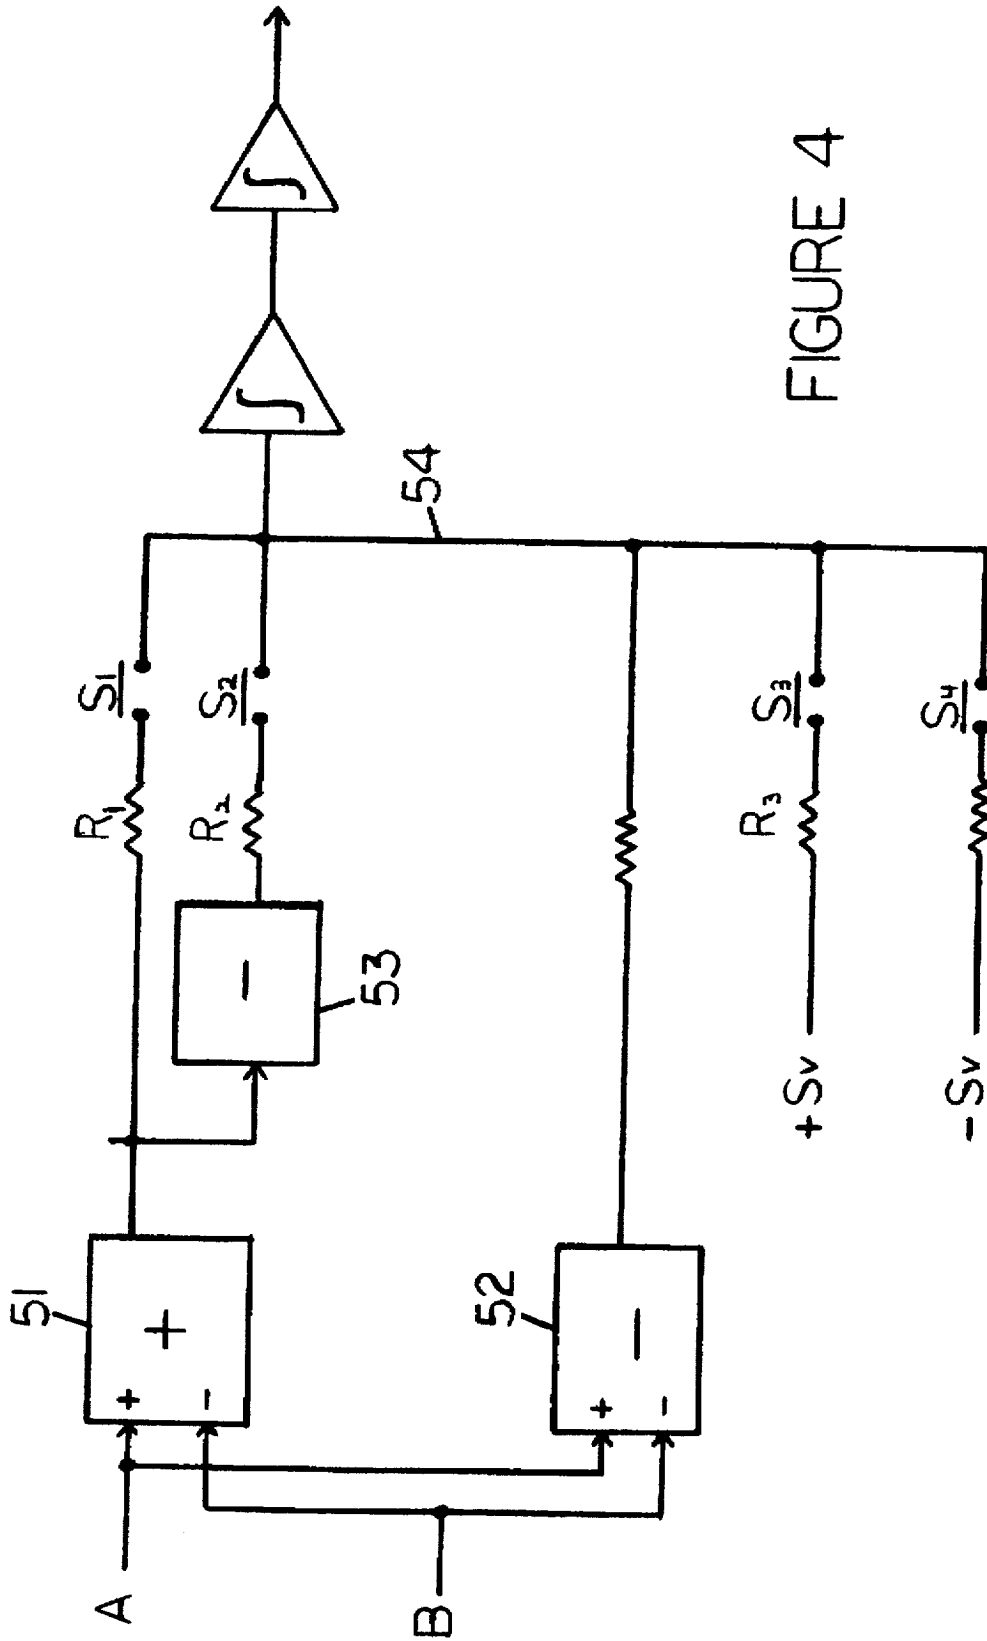 A
B
51
+
+
-
52
-
+
-
53
-
R1
S1
R2
S2
54
∫
∫
+Sv
R3
S3
-Sv
S4
FIGURE 4